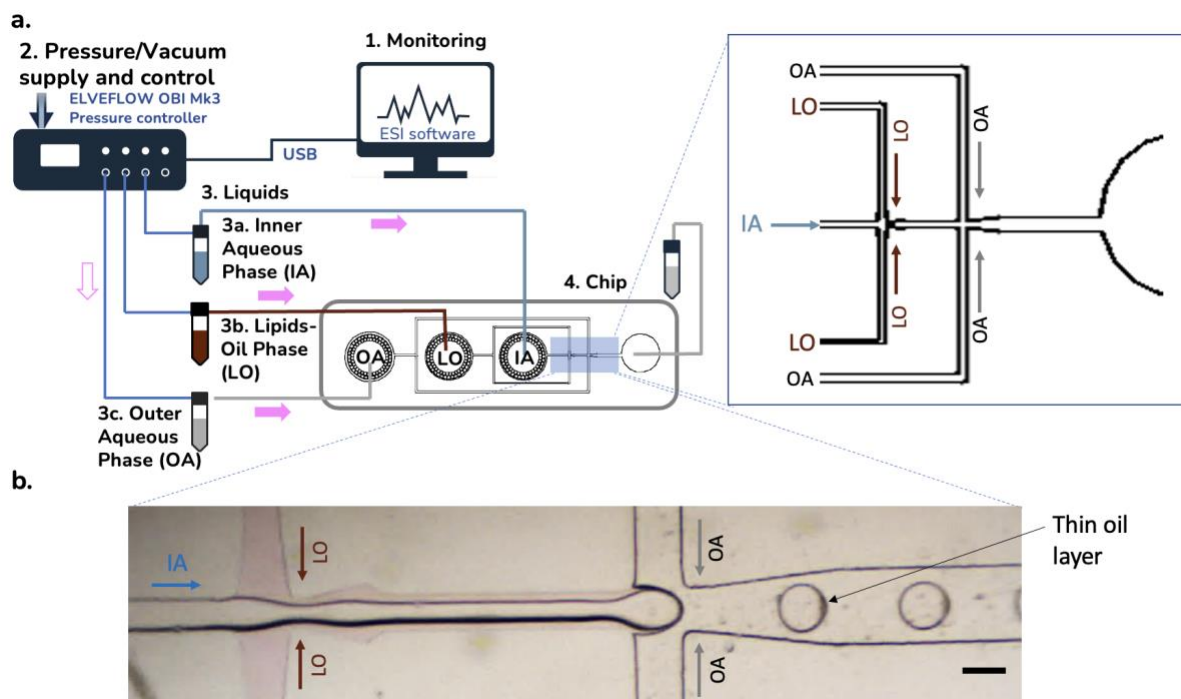 a.
1. Monitoring
2. Pressure/Vacuum
supply and control
ELVEFLOW OBI Mk3
Pressure controller
ESI software
USB
3. Liquids
3a. Inner
Aqueous
Phase (IA)
3b. Lipids-
Oil Phase
(LO)
3c. Outer
Aqueous
Phase (OA)
4. Chip
OA
LO
IA
OA
LO
LO
OA
IA
LO
OA
LO
OA
b.
IA
LO
OA
LO
OA
Thin oil
layer